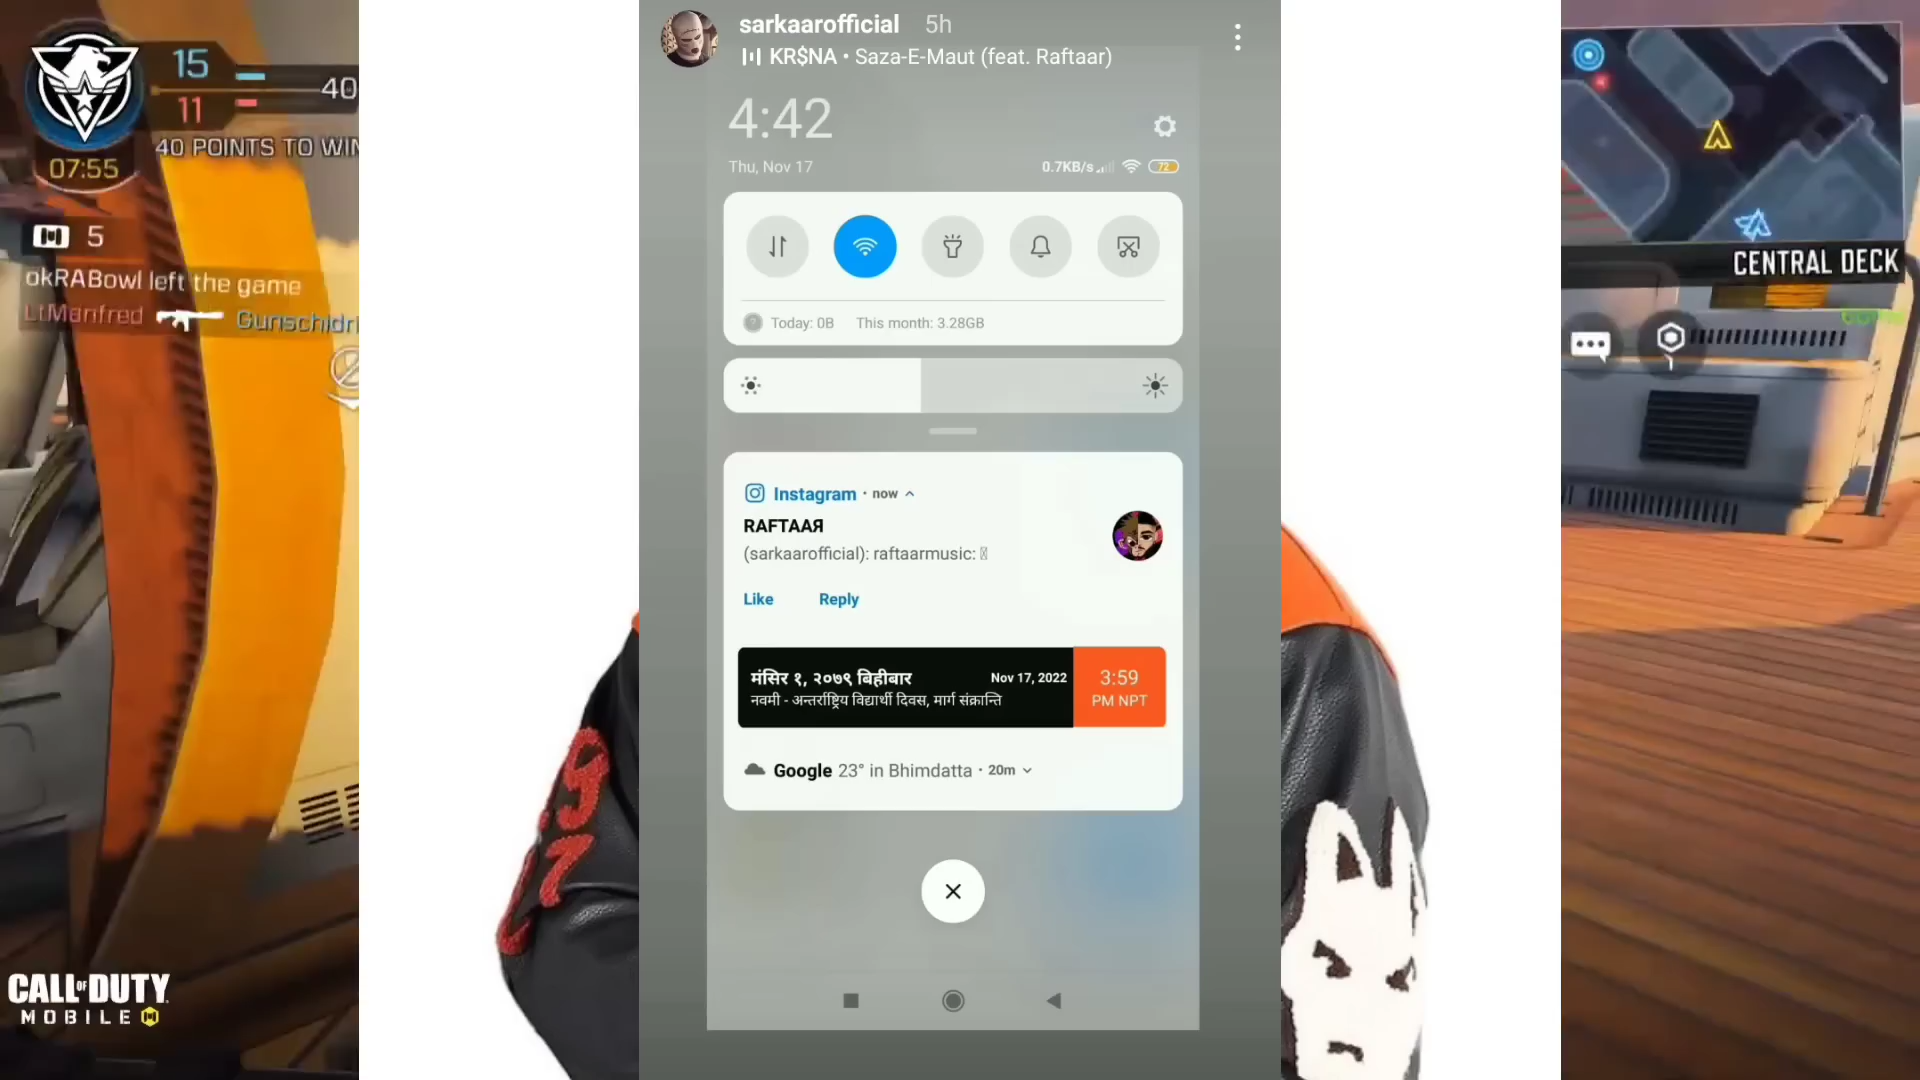 15
11
40
40 POINTS TO WIN
07:55
5
okRABowl left the game
LtManfred Gunschidri
CALL OF DUTY
MOBILE
sarkaarofficial 5h
KR$NA • Saza-E-Maut (feat. Raftaar)
4:42
Thu, Nov 17
0.7KB/s 72
Today: 0B This month: 3.28GB
Instagram • now
RAFTAAЯ
(sarkaarofficial): raftaarmusic:
Like Reply
मंसिर १, २०७९ बिहीबार Nov 17, 2022
नवमी - अन्तर्राष्ट्रिय विद्यार्थी दिवस, मार्ग संक्रान्ति
3:59
PM NPT
Google 23° in Bhimdatta • 20m
CENTRAL DECK